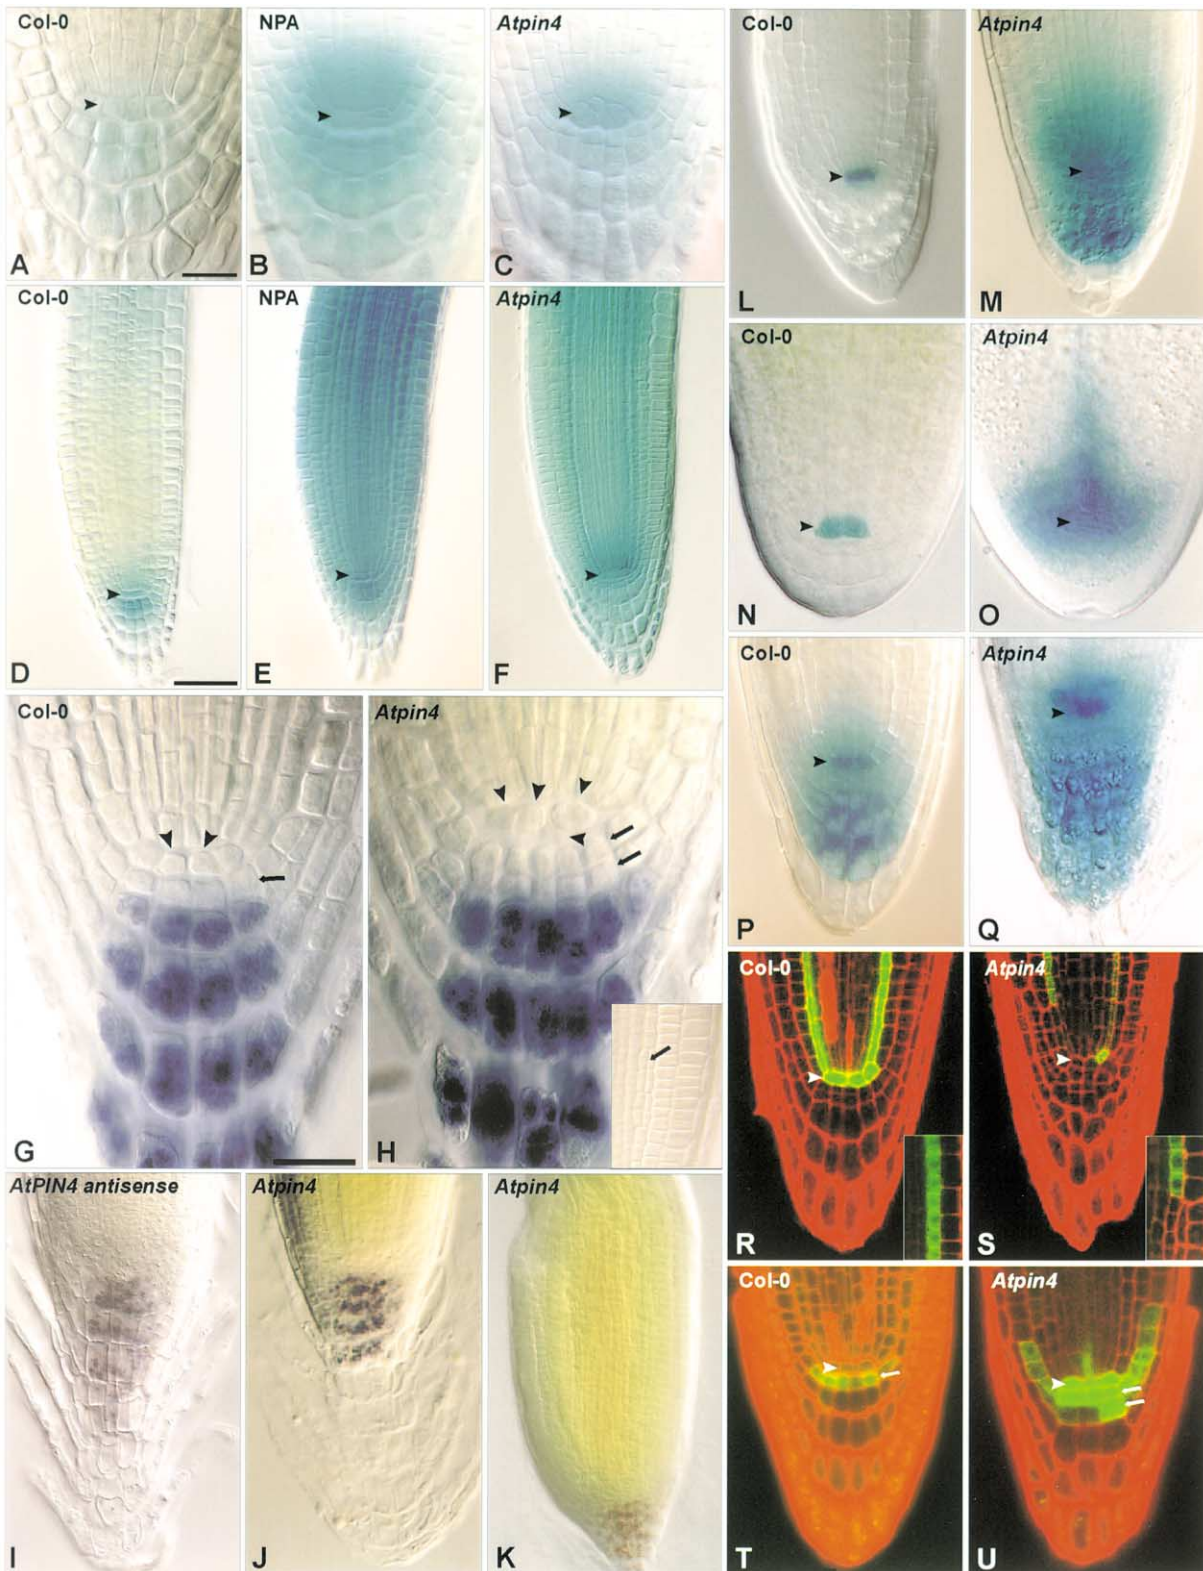 Col-0
A
NPA
B
Atpin4
C
Col-0
D
NPA
E
Atpin4
F
Col-0
G
Atpin4
H
AtPIN4 antisense
I
Atpin4
J
Atpin4
K
Col-0
L
Atpin4
M
Col-0
N
Atpin4
O
Col-0
P
Atpin4
Q
Col-0
R
Atpin4
S
Col-0
T
Atpin4
U